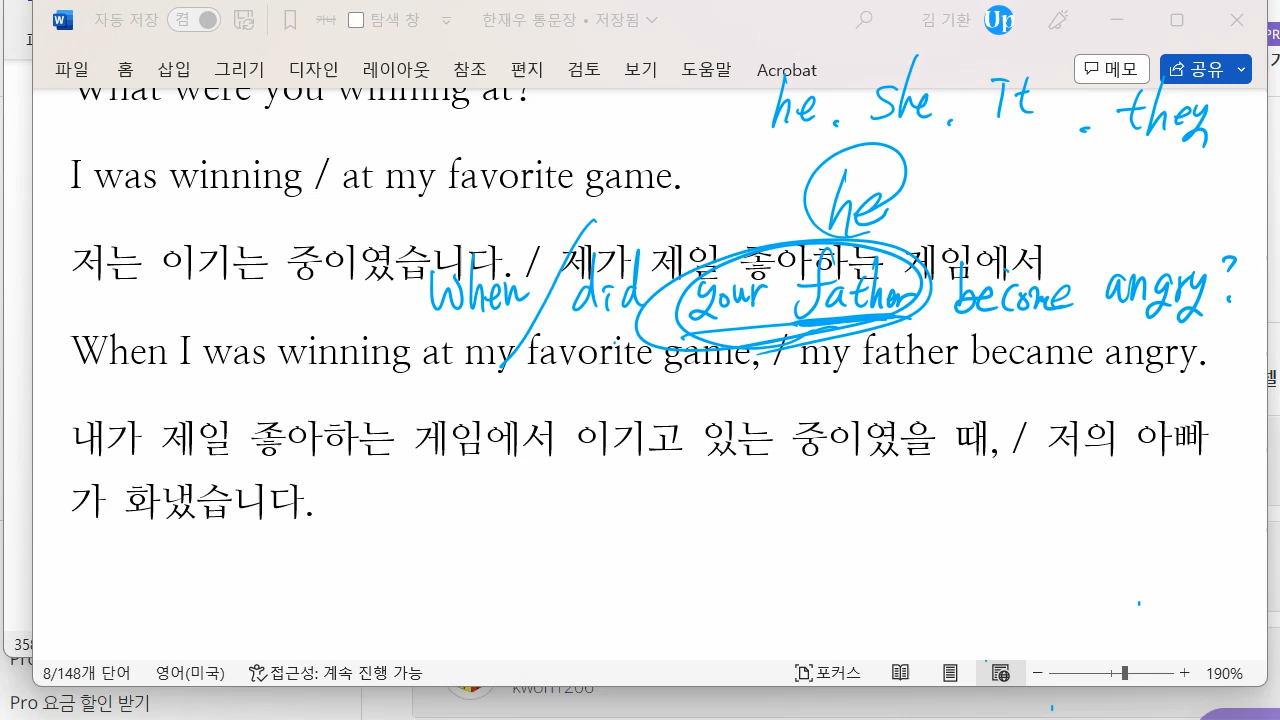 자동 저장 켬 가나 탐색 창 한재우 통문장 • 저장됨 김 기환 Up
파일 홈 삽입 그리기 디자인 레이아웃 참조 편지 검토 보기 도움말 Acrobat 메모 공유
What were you winning at?
he. She. It. they
I was winning / at my favorite game.
he
저는 이기는 중이였습니다. / 제가 제일 좋아하는 게임에서
When / did your father become angry?
When I was winning at my favorite game, / my father became angry.
내가 제일 좋아하는 게임에서 이기고 있는 중이였을 때, / 저의 아빠
가 화냈습니다.
8/148개 단어 영어(미국) 접근성: 계속 진행 가능 포커스 190%
Pro 요금 할인 받기